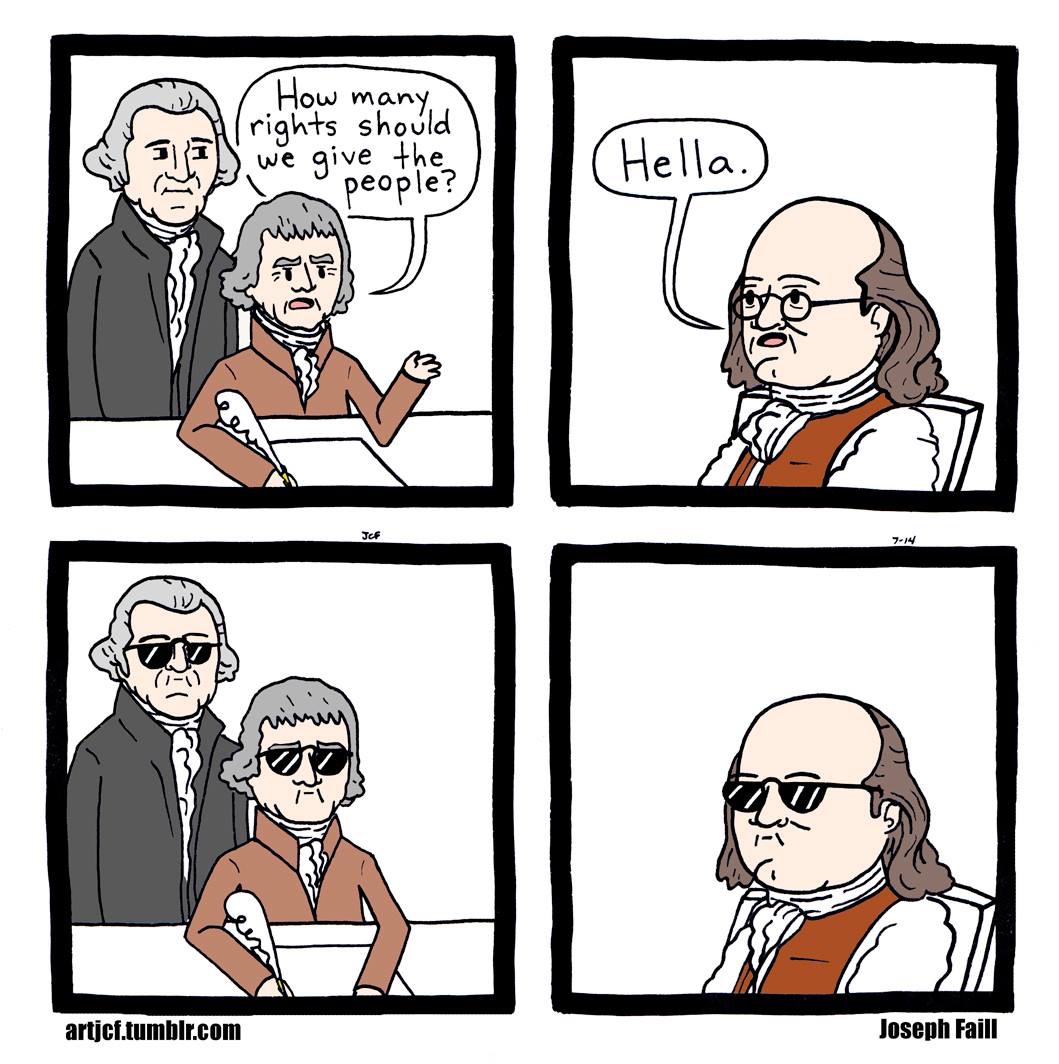 How many
rights should
we give the
people?
Hella.
JCF
7-14
artjcf.tumblr.com
Joseph Faill